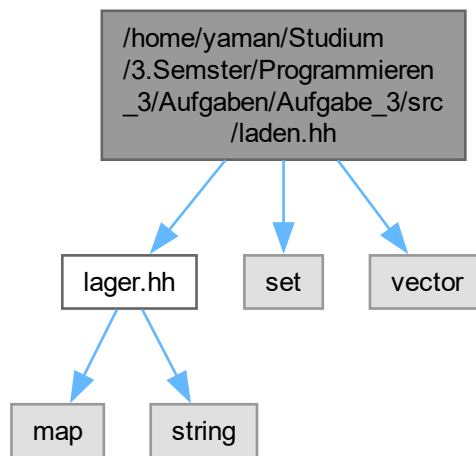 /home/yaman/Studium
/3.Semster/Programmieren
_3/Aufgaben/Aufgabe_3/src
/laden.hh
lager.hh
set
vector
map
string